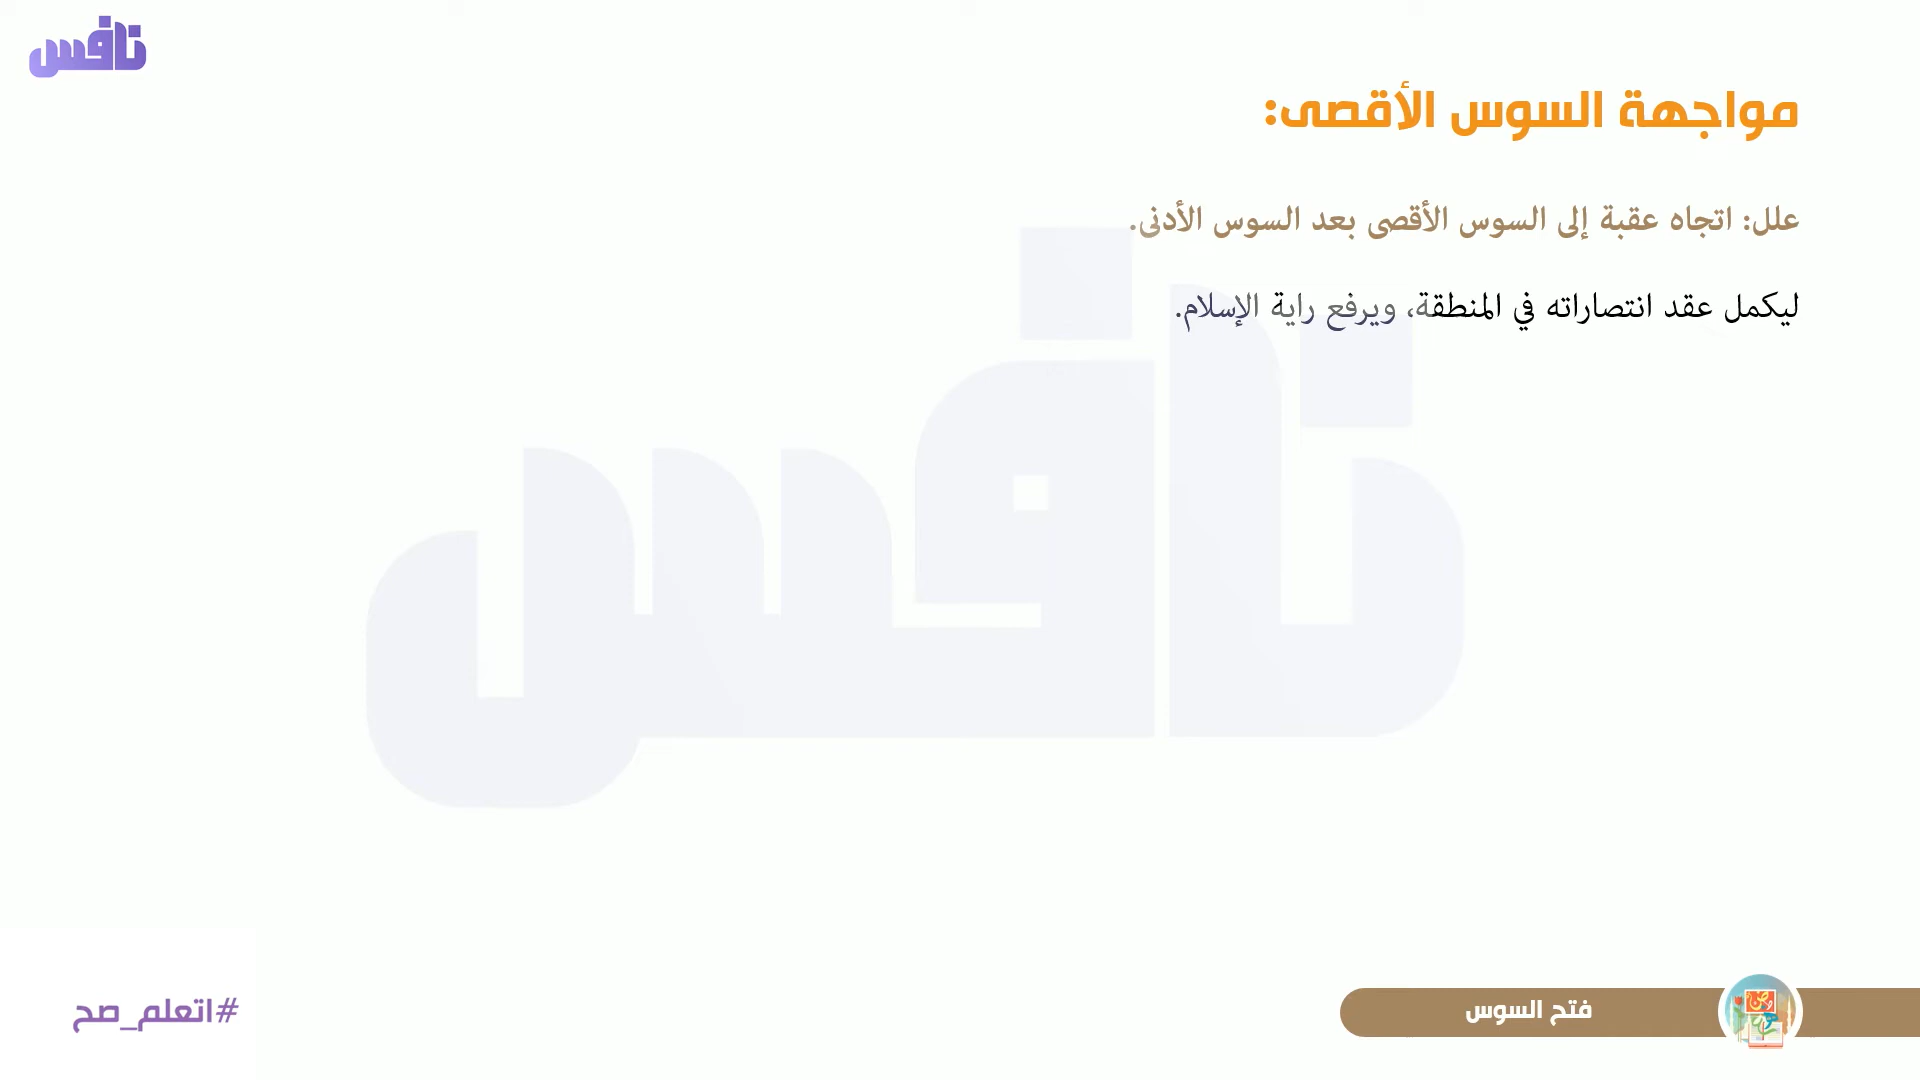 نافس
مواجهة السوس الأقصى:
علل: اتجاه عقبة إلى السوس الأقصى بعد السوس الأدنى.
ليكمل عقد انتصاراته في المنطقة، ويرفع راية الإسلام.
نافس
فتح السوس
#اتعلم_صح